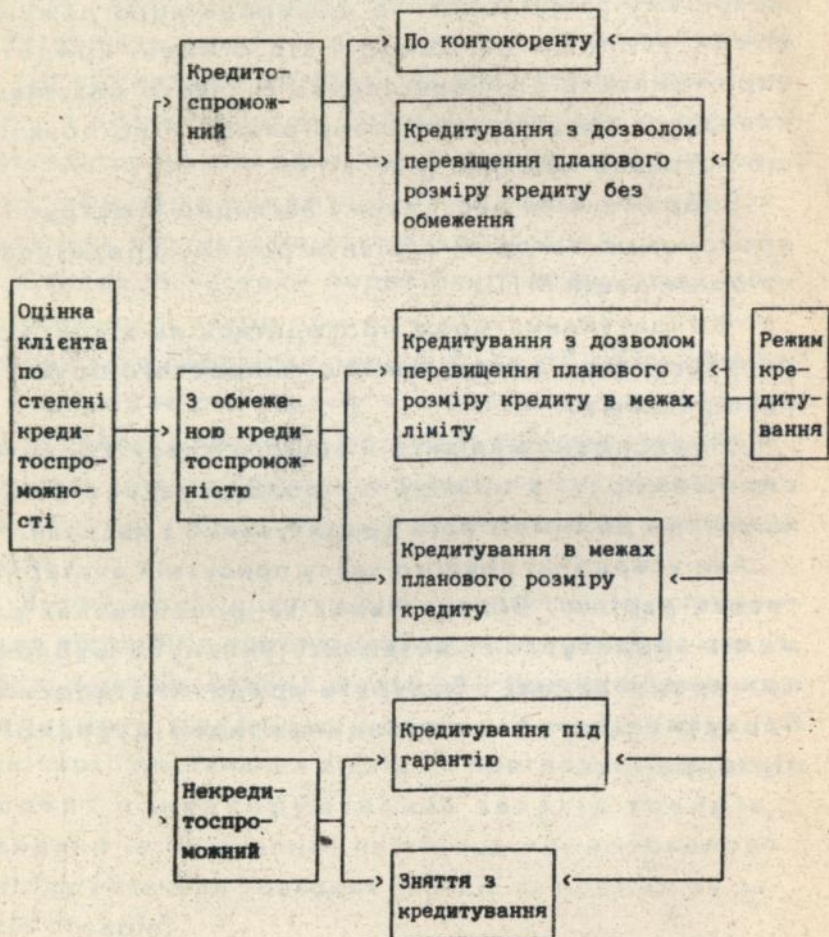 По контокоренту
Кредито-
спромож-
ний
Кредитування з дозволом
перевищення планового
розміру кредиту без
обмеження
Оцінка
клієнта
по
степені
креди-
тоспро-
можно-
сті
З обмеже-
ною креди-
тоспромож-
ністю
Кредитування з дозволом
перевищення планового
розміру кредиту в межах
ліміту
Режим
кре-
диту-
вання
Кредитування в межах
планового розміру
кредиту
Кредитування під
гарантію
Некреди-
тоспро-
можний
Зняття з
кредитування